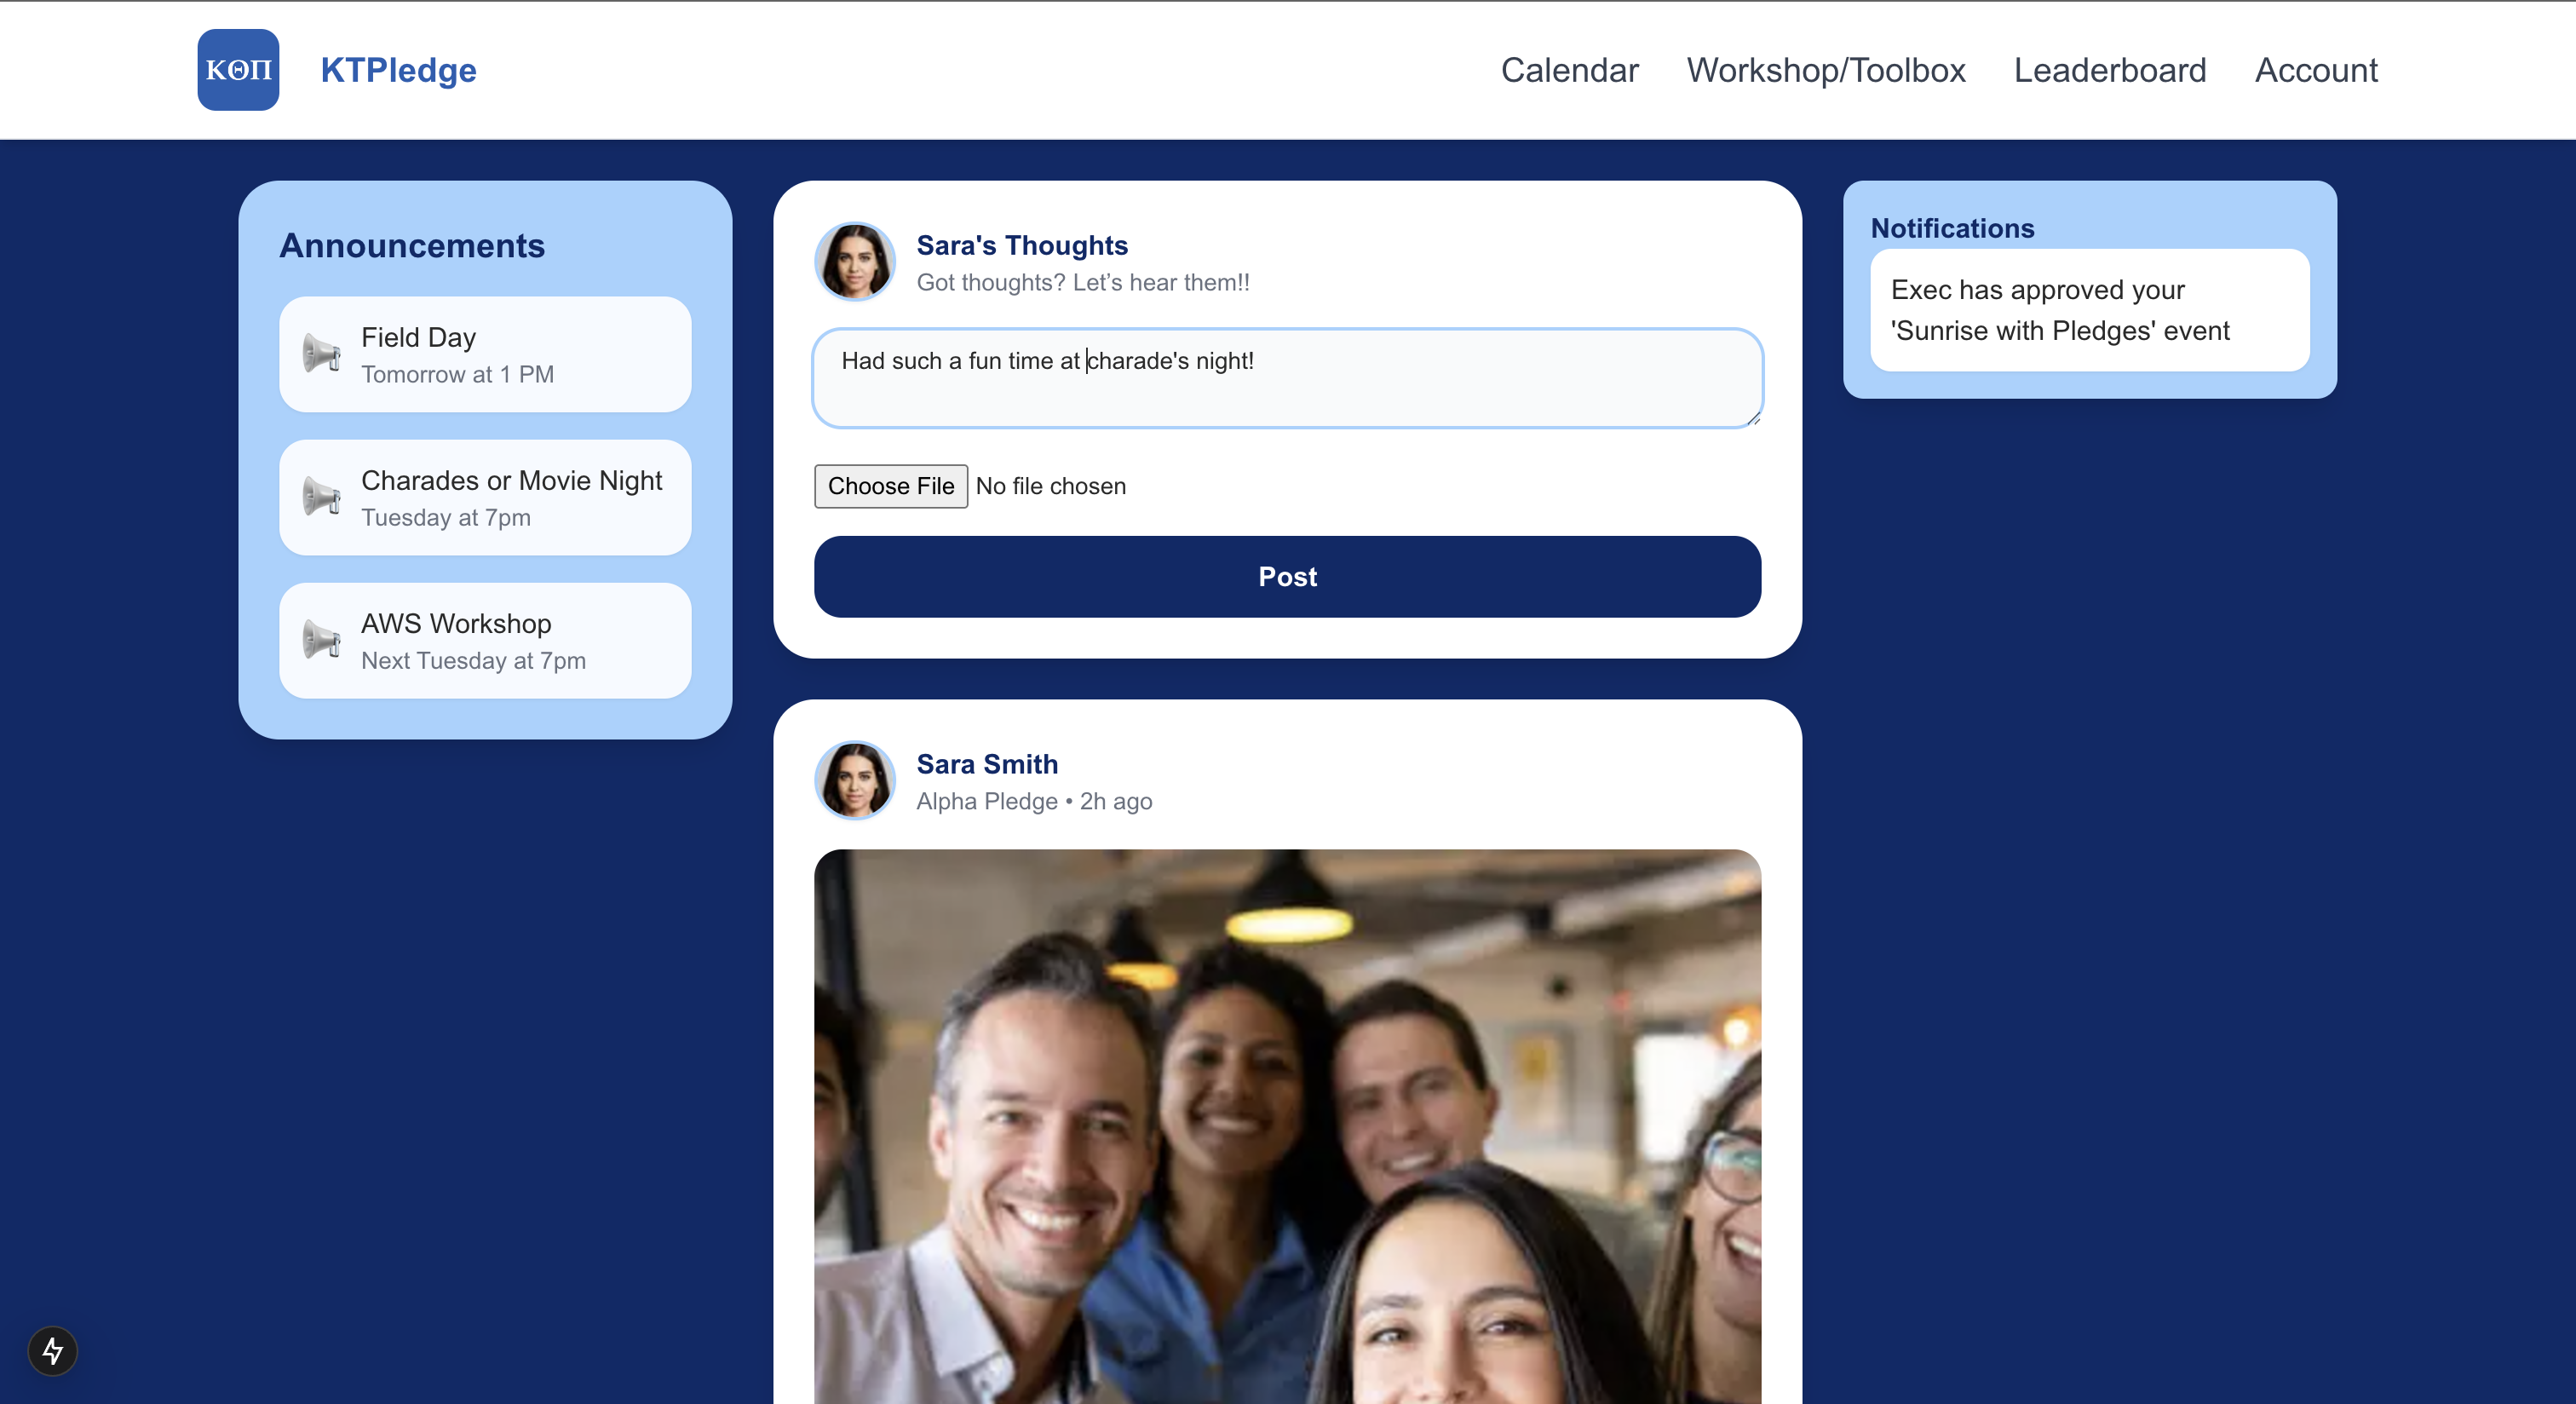 ΚΘΠ
KTPledge
Calendar
Workshop/Toolbox
Leaderboard
Account
Announcements
Field Day
Tomorrow at 1 PM
Charades or Movie Night
Tuesday at 7pm
AWS Workshop
Next Tuesday at 7pm
Sara's Thoughts
Got thoughts? Let’s hear them!!
Had such a fun time at charade's night!
Choose File No file chosen
Post
Sara Smith
Alpha Pledge • 2h ago
Notifications
Exec has approved your
'Sunrise with Pledges' event